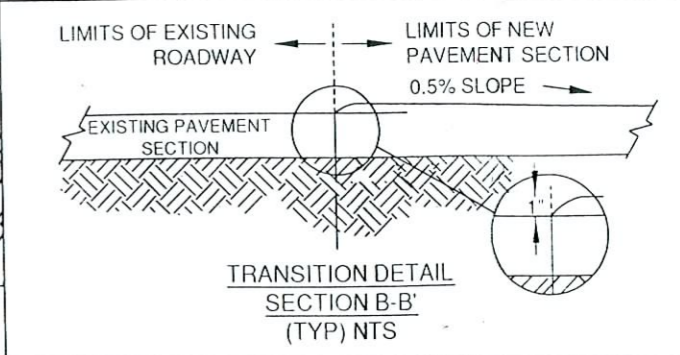 LIMITS OF EXISTING
ROADWAY
LIMITS OF NEW
PAVEMENT SECTION
0.5% SLOPE
EXISTING PAVEMENT
SECTION
1"
TRANSITION DETAIL
SECTION B-B'
(TYP) NTS